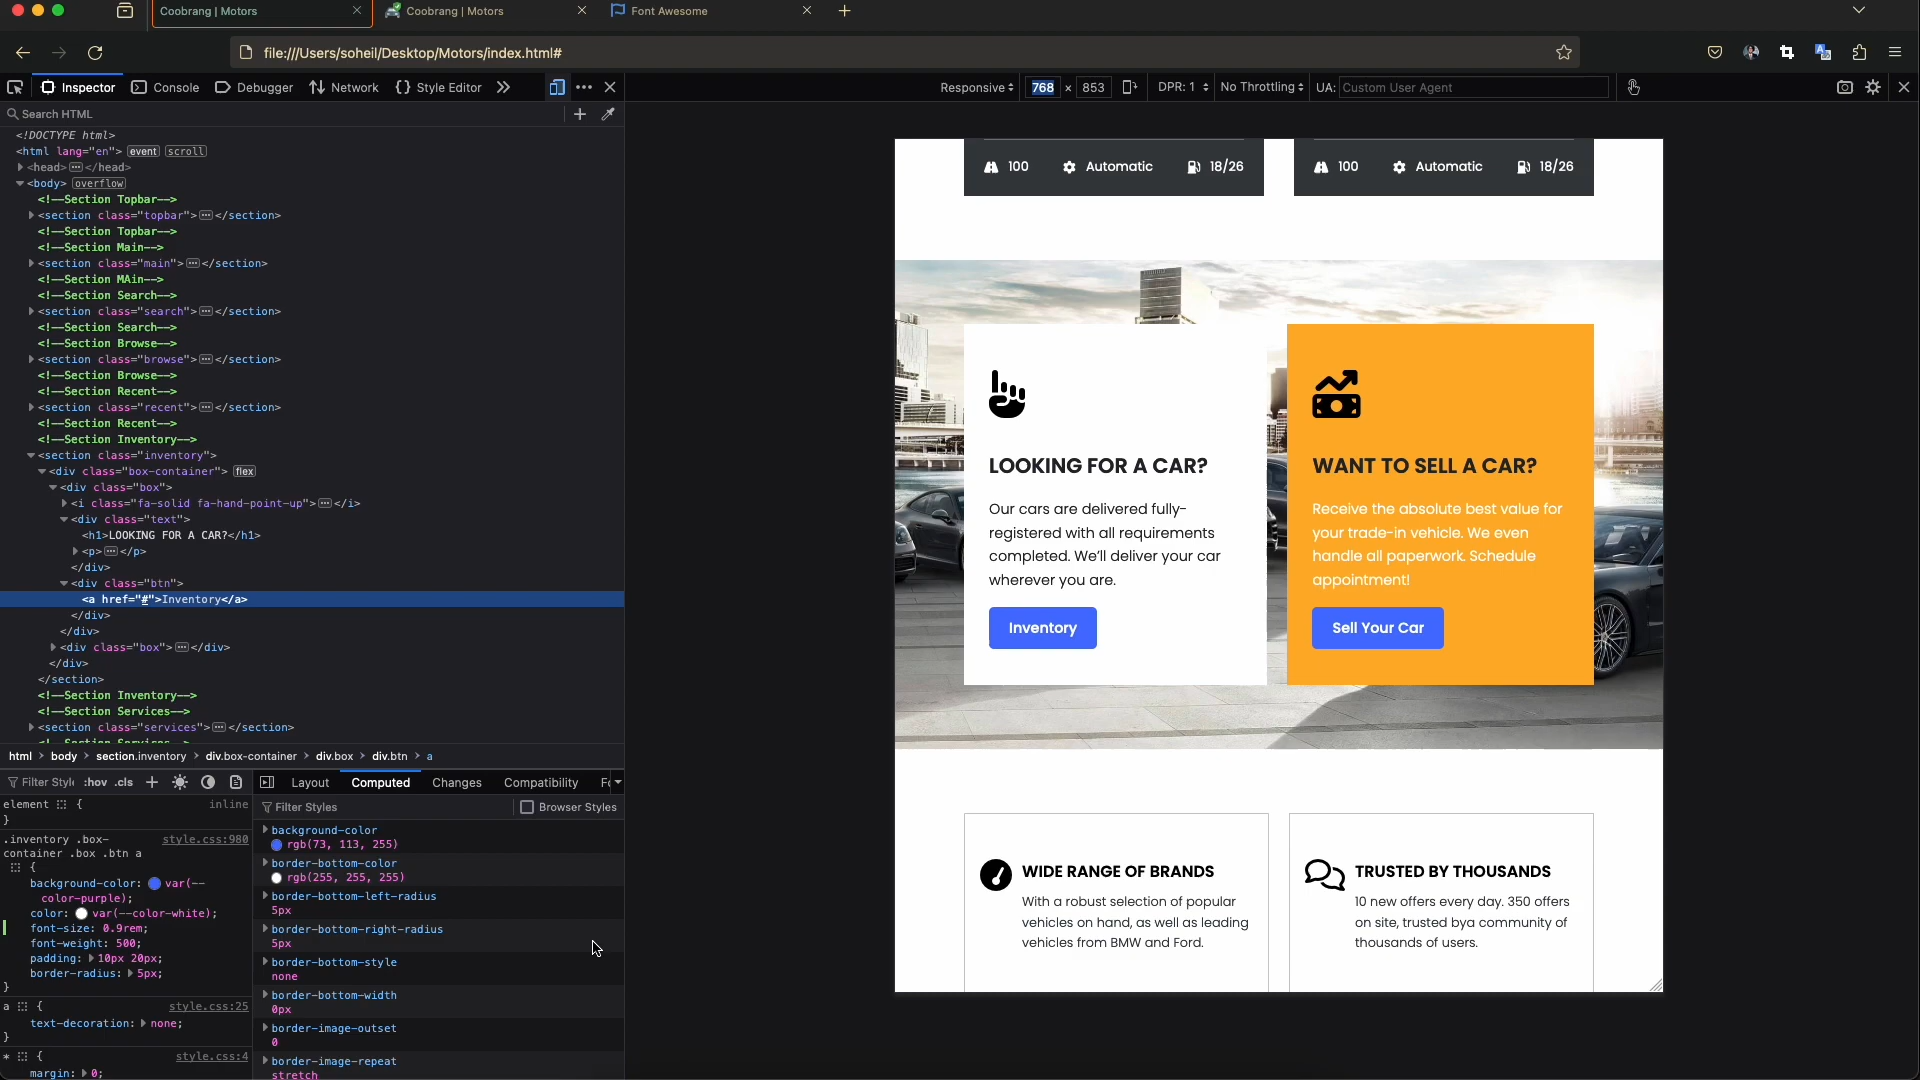 Coobrang | Motors
Coobrang | Motors
Font Awesome
file:///Users/soheil/Desktop/Motors/index.html#
Inspector
Console
Debugger
Network
{} Style Editor
Responsive
768 × 853
DPR: 1
No Throttling
UA: Custom User Agent
Search HTML
<!DOCTYPE html>
<html lang="en"> event scroll
<head></head>
<body> overflow
<!--Section Topbar-->
<section class="topbar"></section>
<!--Section Topbar-->
<!--Section Main-->
<section class="main"></section>
<!--Section MAin-->
<!--Section Search-->
<section class="search"></section>
<!--Section Search-->
<!--Section Browse-->
<section class="browse"></section>
<!--Section Browse-->
<!--Section Recent-->
<section class="recent"></section>
<!--Section Recent-->
<!--Section Inventory-->
<section class="inventory">
<div class="box-container"> flex
<div class="box">
<i class="fa-solid fa-hand-point-up"></i>
<div class="text">
<h1>LOOKING FOR A CAR?</h1>
<p></p>
</div>
<div class="btn">
<a href="#">Inventory</a>
</div>
</div>
<div class="box"></div>
</div>
</section>
<!--Section Inventory-->
<!--Section Services-->
<section class="services"></section>
<!--Section Services-->
html > body > section.inventory > div.box-container > div.box > div.btn > a
Filter Styl
:hov .cls
Layout
Computed
Changes
Compatibility
Fo
element {
inline
}
.inventory .box-
style.css:980
container .box .btn a
{
background-color: var(--
color-purple);
color: var(--color-white);
font-size: 0.9rem;
font-weight: 500;
padding: 10px 20px;
border-radius: 5px;
}
a {
style.css:25
text-decoration: none;
}
* {
style.css:4
margin: 0;
Filter Styles
Browser Styles
background-color
rgb(73, 113, 255)
border-bottom-color
rgb(255, 255, 255)
border-bottom-left-radius
5px
border-bottom-right-radius
5px
border-bottom-style
none
border-bottom-width
0px
border-image-outset
0
border-image-repeat
stretch
100
Automatic
18/26
100
Automatic
18/26
LOOKING FOR A CAR?
Our cars are delivered fully-
registered with all requirements
completed. We'll deliver your car
wherever you are.
Inventory
WANT TO SELL A CAR?
Receive the absolute best value for
your trade-in vehicle. We even
handle all paperwork. Schedule
appointment!
Sell Your Car
WIDE RANGE OF BRANDS
With a robust selection of popular
vehicles on hand, as well as leading
vehicles from BMW and Ford.
TRUSTED BY THOUSANDS
10 new offers every day. 350 offers
on site, trusted bya community of
thousands of users.